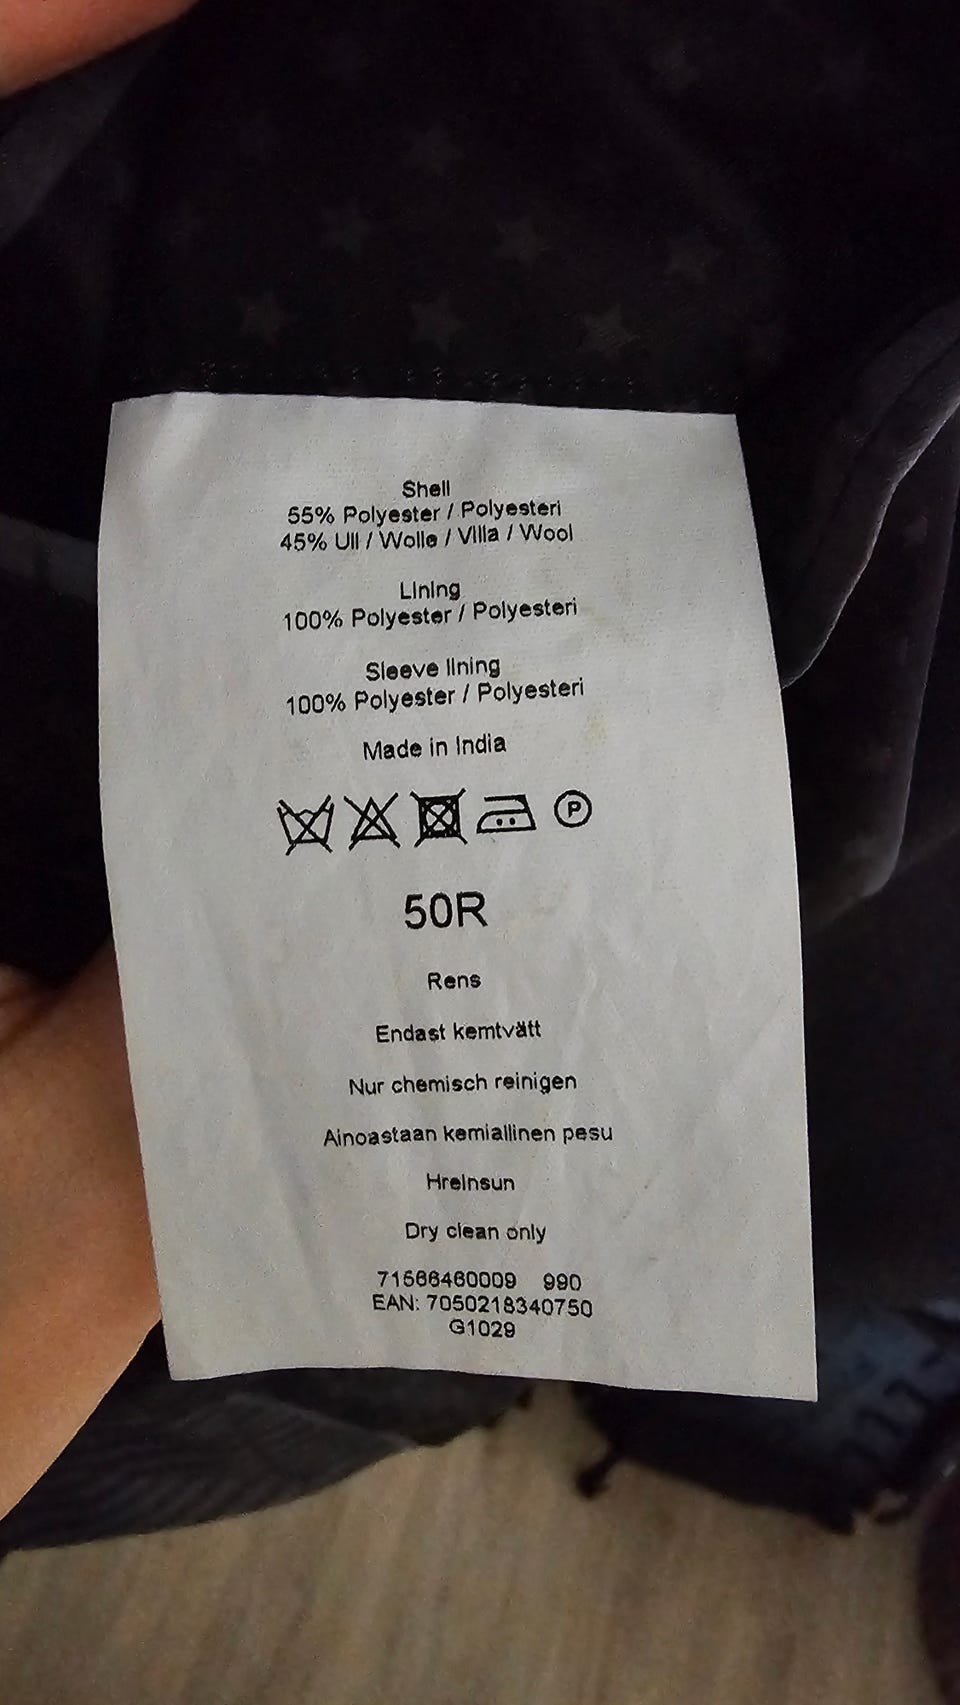 Shell
55% Polyester / Polyesteri
45% Ull / Wolle / Villa / Wool
Lining
100% Polyester / Polyesteri
Sleeve lining
100% Polyester / Polyesteri
Made in India
P
50R
Rens
Endast kemtvätt
Nur chemisch reinigen
Ainoastaan kemiallinen pesu
Hreinsun
Dry clean only
990
EAN: 7050218340750
G1029